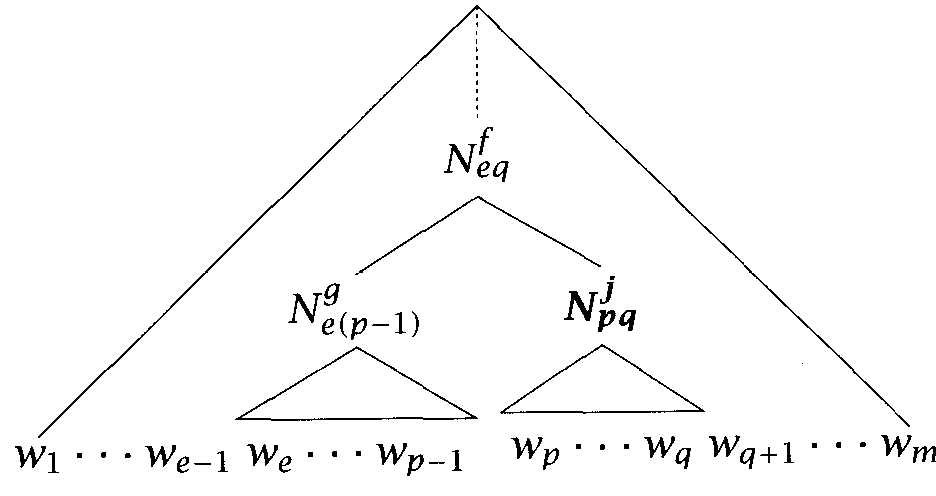 N^f_{eq}
N^g_{e(p−1)} N^j_{pq}
w_1 ··· w_{e−1} w_e ··· w_{p−1} w_p ··· w_q w_{q+1} ··· w_m